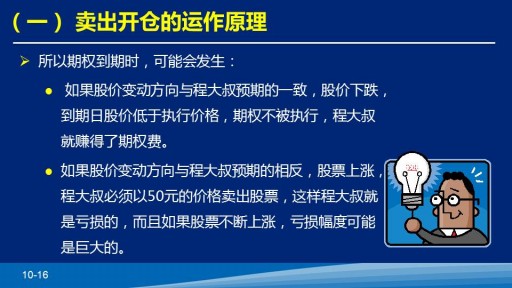 （一） 卖出开仓的运作原理
所以期权到期时，可能会发生：
如果股价变动方向与程大叔预期的一致，股价下跌，
到期日股价低于执行价格，期权不被执行，程大叔
就赚得了期权费。
如果股价变动方向与程大叔预期的相反，股票上涨，
程大叔必须以50元的价格卖出股票，这样程大叔就
是亏损的，而且如果股票不断上涨，亏损幅度可能
是巨大的。
10-16